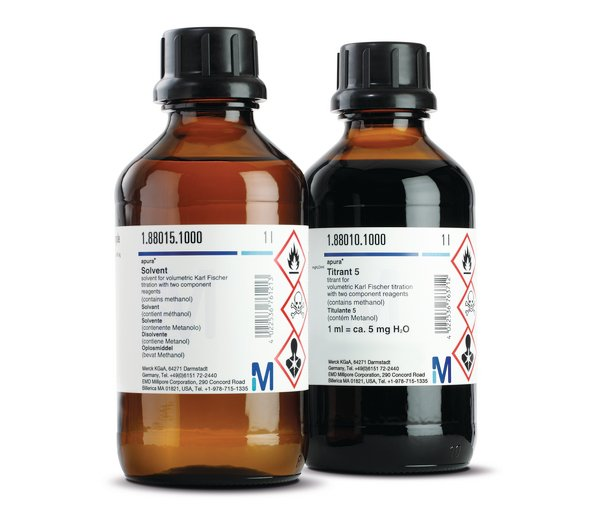 1.88015.1000 1 l
apura®
Solvent
solvent for volumetric Karl Fischer
titration with two component
reagents
(contains methanol)
Solvant
(contient méthanol)
Solvente
(contenente Metanolo)
Disolvente
(contiene Metanol)
Oplosmiddel
(bevat Methanol)
Merck KGaA, 64271 Darmstadt
Germany, Tel. +49(0)6151 72-2440
EMD Millipore Corporation, 290 Concord Road
Billerica MA 01821, USA, Tel. +1-978-715-1335
M
1.88010.1000 1 l
apura®
Titrant 5
titrant for
volumetric Karl Fischer titration
with two component reagents
(contains methanol)
Titulante 5
(contém Metanol)
1 ml = ca. 5 mg H₂O
Merck KGaA, 64271 Darmstadt
Germany, Tel. +49(0)6151 72-2440
EMD Millipore Corporation, 290 Concord Road
Billerica MA 01821, USA, Tel. +1-978-715-1335
M